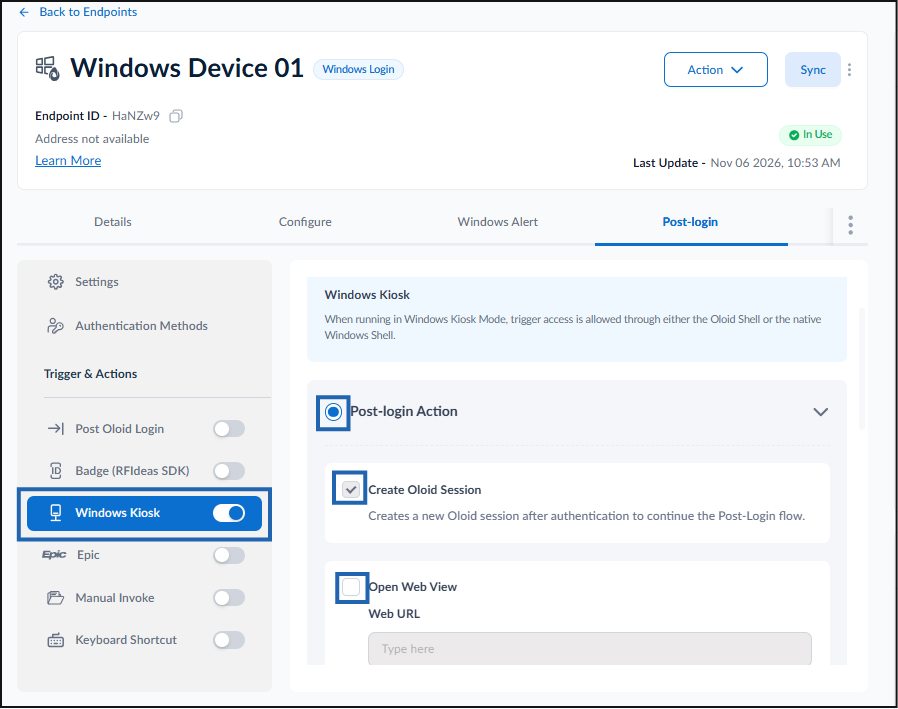 Back to Endpoints
Windows Device 01
Windows Login
Action
Sync
Endpoint ID - HaNZw9
Address not available
Learn More
In Use
Last Update - Nov 06 2026, 10:53 AM
Details
Configure
Windows Alert
Post-login
Settings
Authentication Methods
Trigger & Actions
Post Oloid Login
ID
Badge (RFIdeas SDK)
Windows Kiosk
Epic
Epic
Manual Invoke
Keyboard Shortcut
Windows Kiosk
When running in Windows Kiosk Mode, trigger access is allowed through either the Oloid Shell or the native
Windows Shell.
Post-login Action
Create Oloid Session
Creates a new Oloid session after authentication to continue the Post-Login flow.
Open Web View
Web URL
Type here